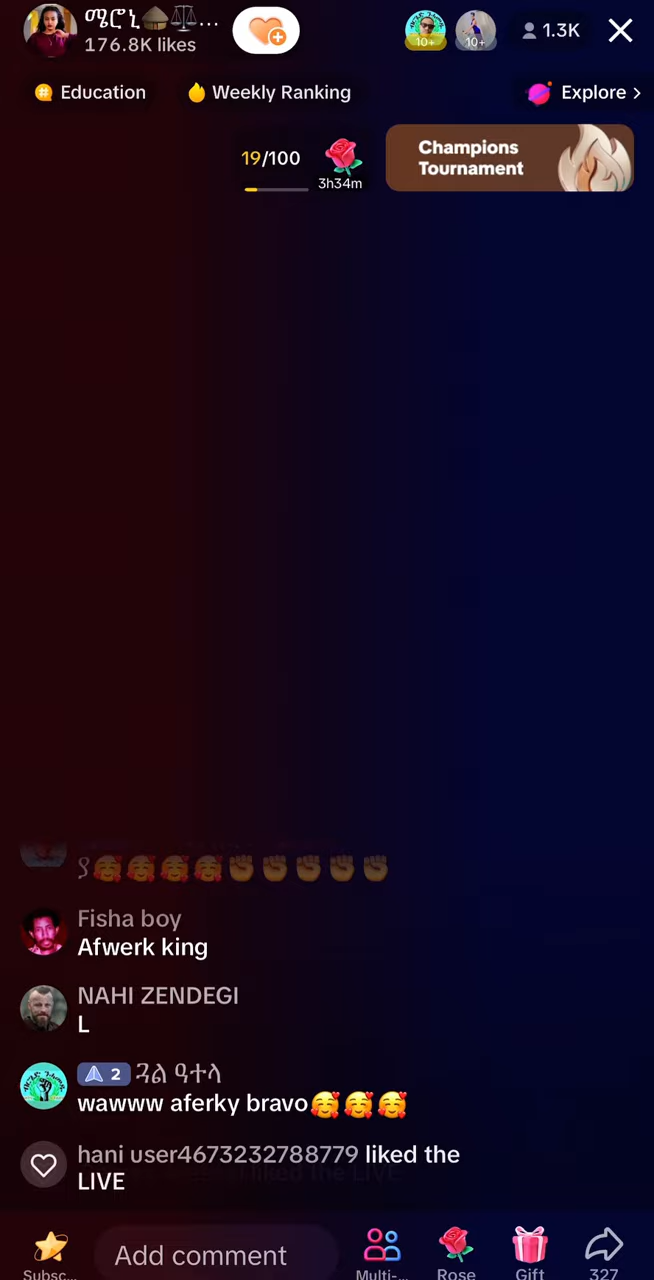 ሜሮኒ🛖⚖️...
176.8K likes
10+
10+
1.3K
Education
Weekly Ranking
Explore >
19/100
3h34m
Champions
Tournament
ያ🥰🥰🥰🥰✊✊✊✊✊
Fisha boy
Afwerk king
NAHI ZENDEGI
L
2 ጓል ዓተላ
wawww aferky bravo🥰🥰🥰
hani user4673232788779 liked the
LIVE
Add comment
Subsc...
Multi-...
Rose
Gift
327